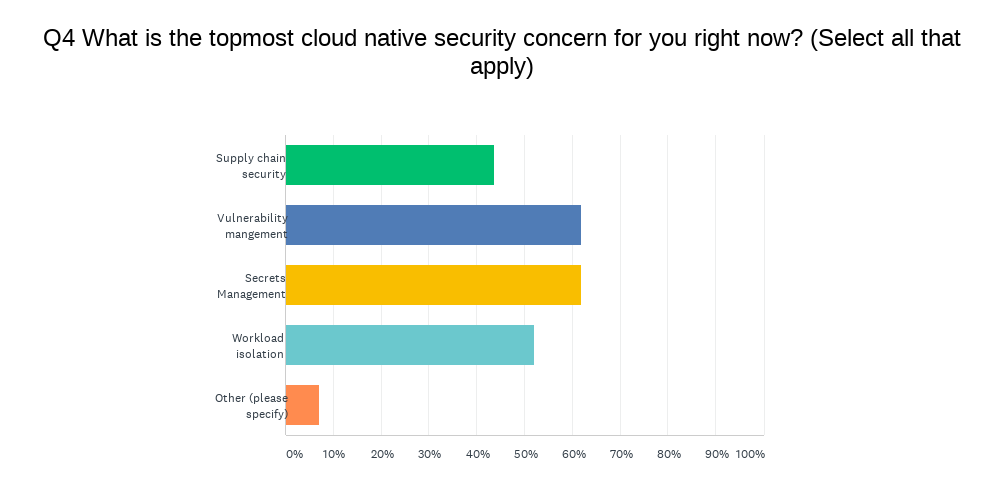 Q4 What is the topmost cloud native security concern for you right now? (Select all that
apply)
Supply chain
security
Vulnerability
mangement
Secrets
Management
Workload
isolation
Other (please
specify)
0% 10% 20% 30% 40% 50% 60% 70% 80% 90% 100%